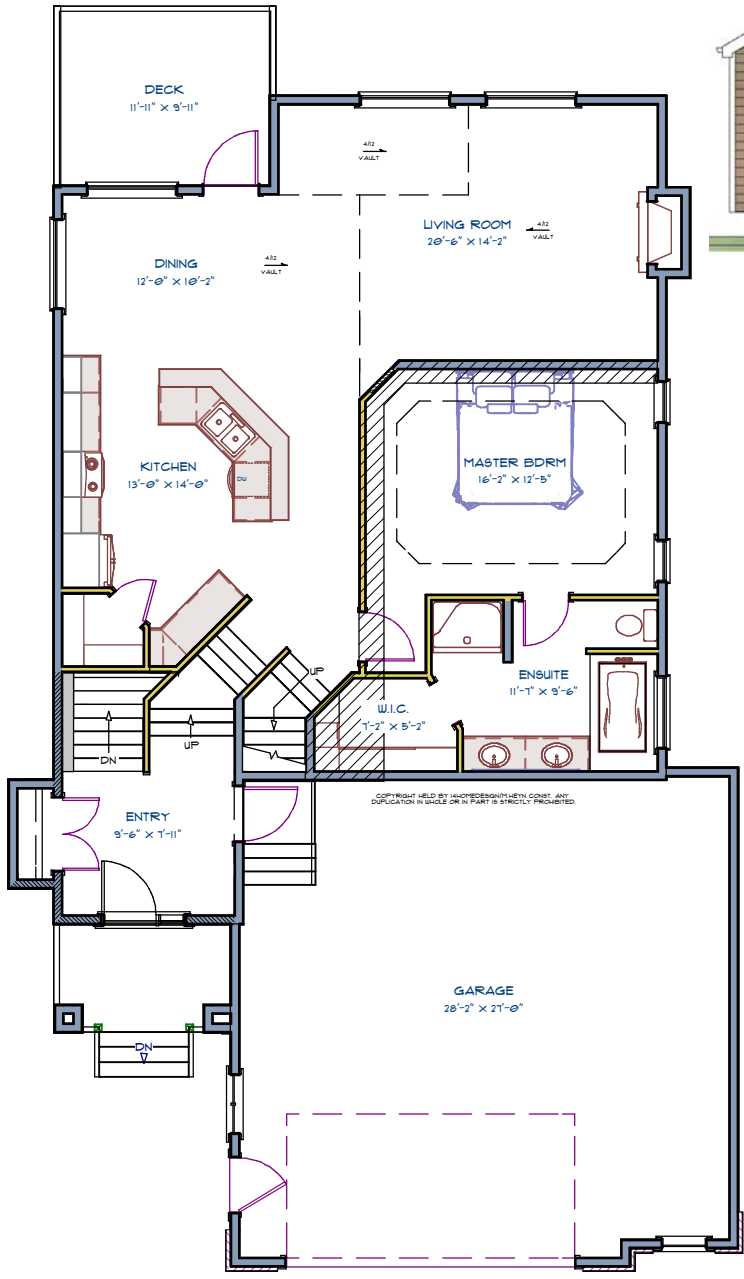 DECK
11'-11" X 9'-11"
4/12
VAULT
LIVING ROOM
20'-6" X 14'-2"
4/12
VAULT
DINING
12'-0" X 10'-2"
4/12
VAULT
KITCHEN
13'-0" X 14'-0"
DW
MASTER BDRM
16'-2" X 12'-5"
UP
ENSUITE
11'-7" X 9'-6"
W.I.C.
7'-2" X 5'-2"
UP
DN
COPYRIGHT HELD BY 14HOMEDESIGN/M.HEYN CONST. ANY
DUPLICATION IN WHOLE OR IN PART IS STRICTLY PROHIBITED.
ENTRY
9'-6" X 7'-11"
GARAGE
28'-2" X 27'-0"
DN